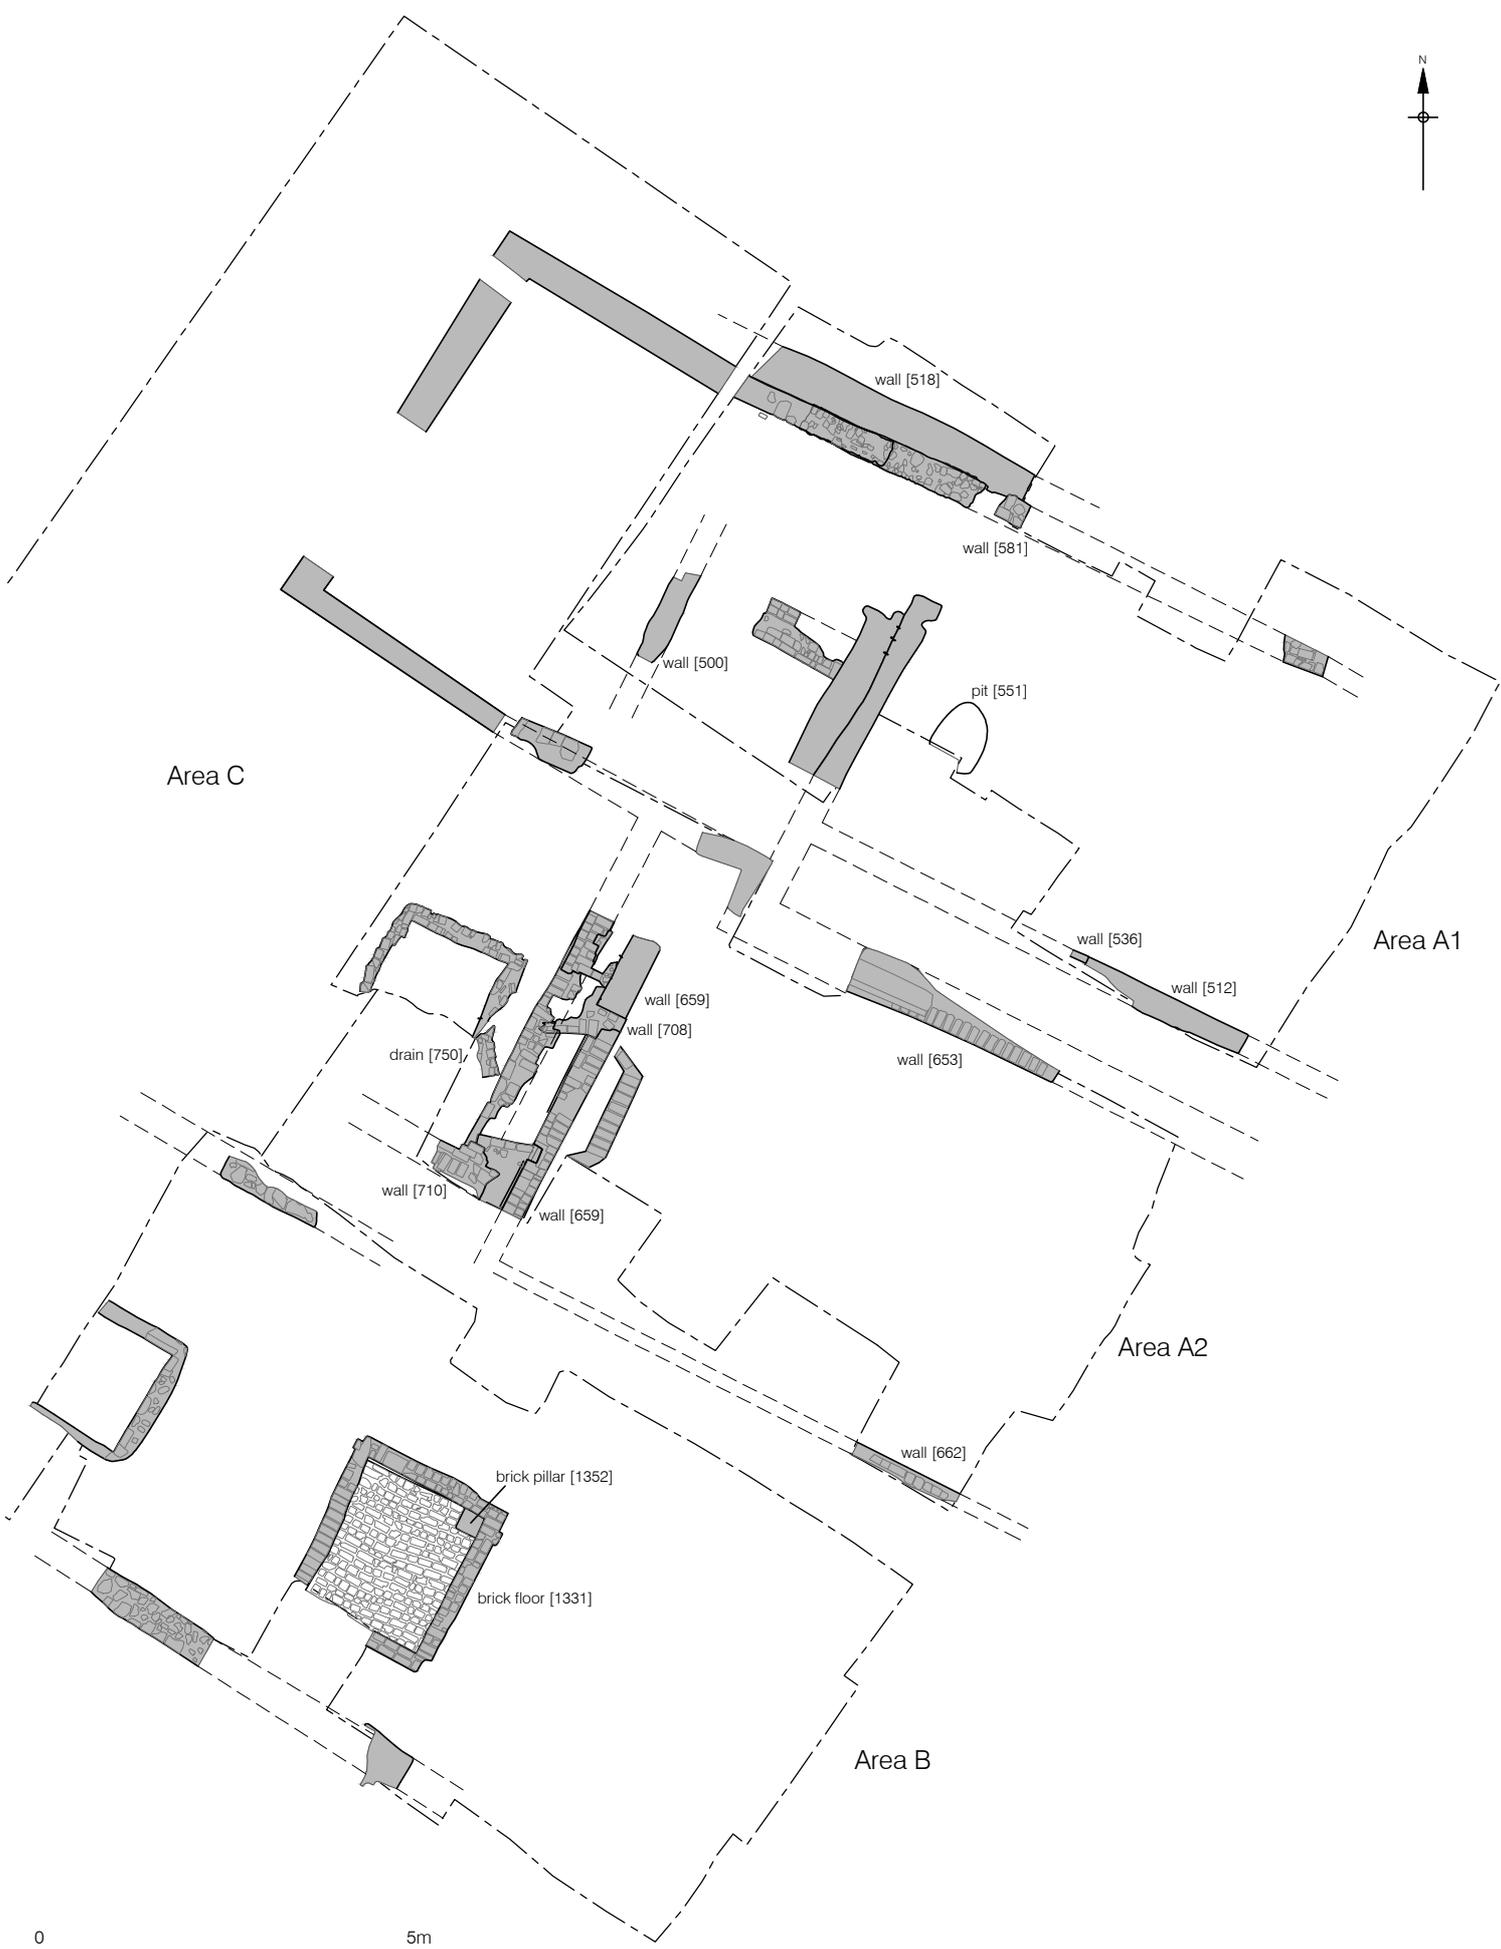 N
wall [518]
wall [581]
wall [500]
pit [551]
Area C
Area A1
wall [536]
wall [512]
wall [659]
wall [708]
drain [750]
wall [653]
wall [710]
wall [659]
Area A2
wall [662]
brick pillar [1352]
brick floor [1331]
Area B
0 5m